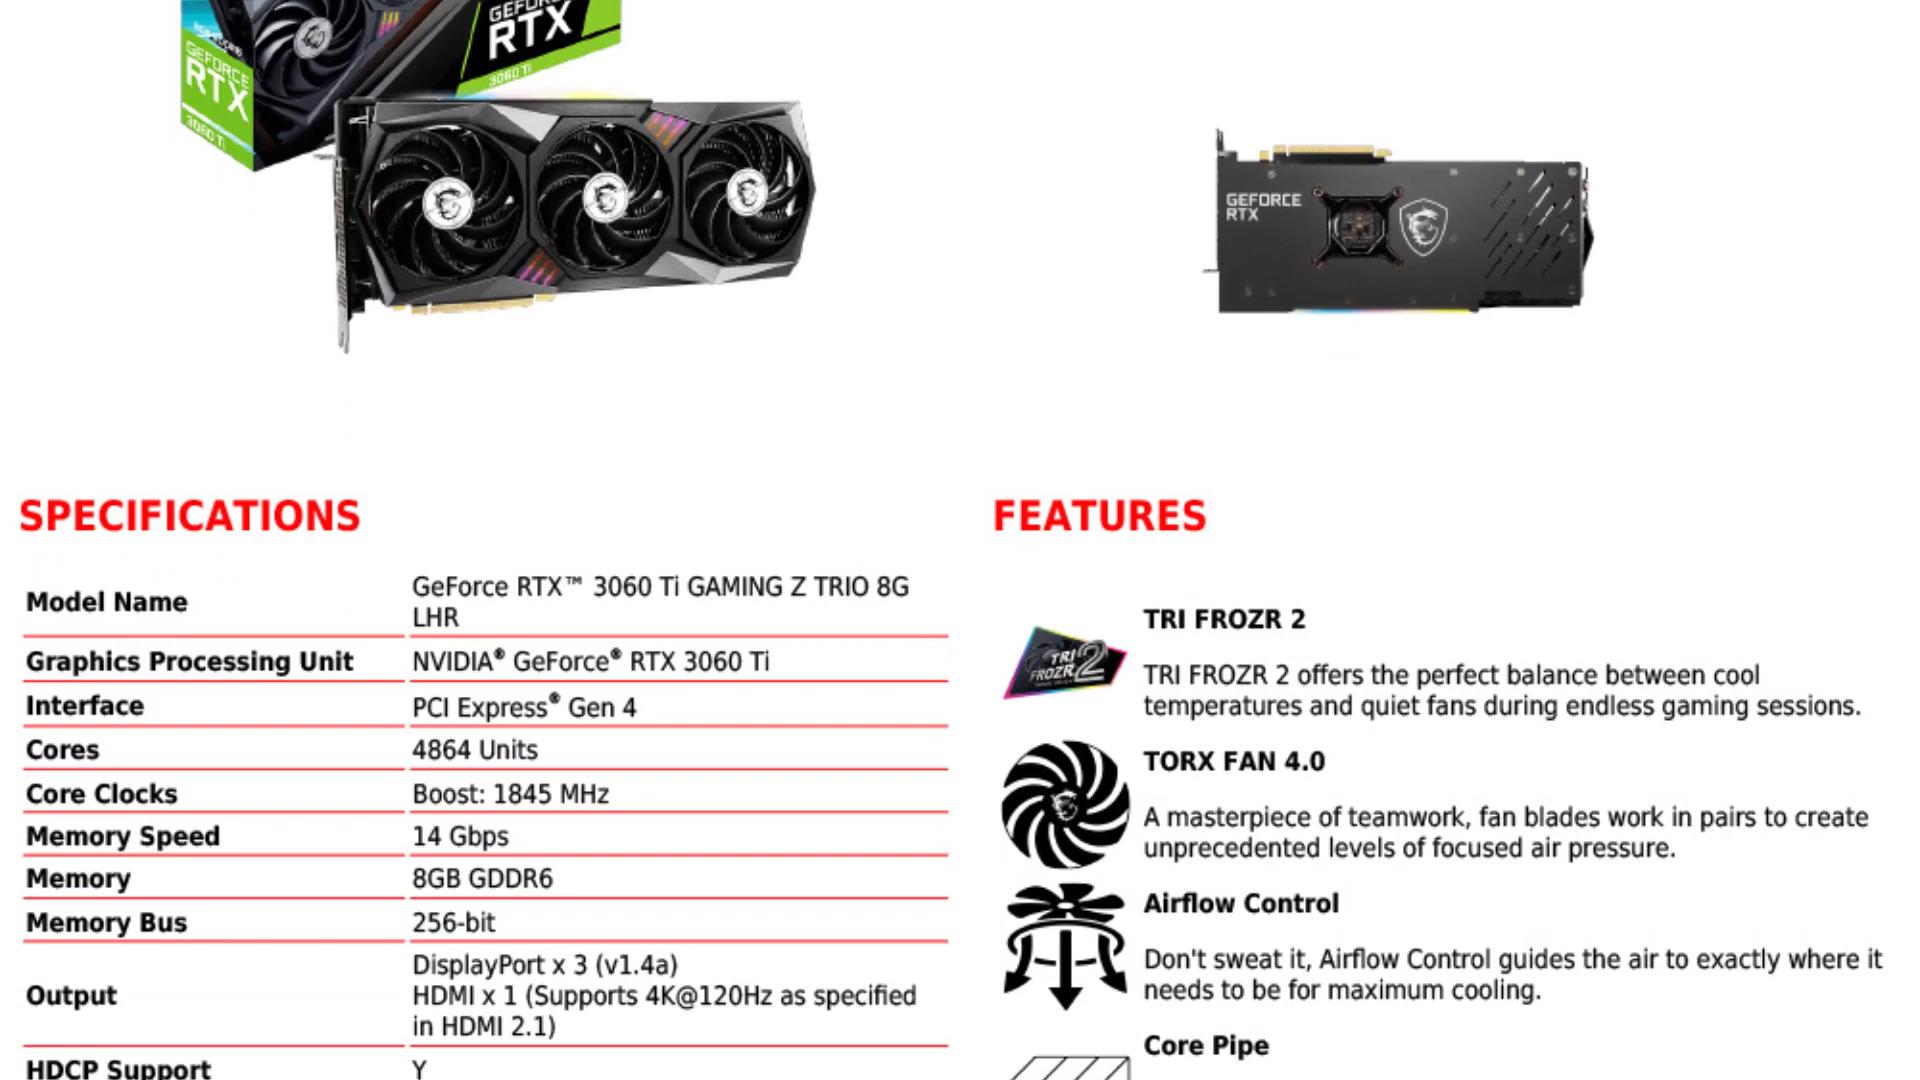 GEFORCE
RTX
3060 Ti
GEFORCE
RTX
3060 Ti
GEFORCE
RTX
SPECIFICATIONS
Model Name
GeForce RTX™ 3060 Ti GAMING Z TRIO 8G
LHR
Graphics Processing Unit
NVIDIA® GeForce® RTX 3060 Ti
Interface
PCI Express® Gen 4
Cores
4864 Units
Core Clocks
Boost: 1845 MHz
Memory Speed
14 Gbps
Memory
8GB GDDR6
Memory Bus
256-bit
Output
DisplayPort x 3 (v1.4a)
HDMI x 1 (Supports 4K@120Hz as specified
in HDMI 2.1)
HDCP Support
Y
FEATURES
TRI
FROZR 2
TRI FROZR 2
TRI FROZR 2 offers the perfect balance between cool
temperatures and quiet fans during endless gaming sessions.
TORX FAN 4.0
A masterpiece of teamwork, fan blades work in pairs to create
unprecedented levels of focused air pressure.
Airflow Control
Don't sweat it, Airflow Control guides the air to exactly where it
needs to be for maximum cooling.
Core Pipe